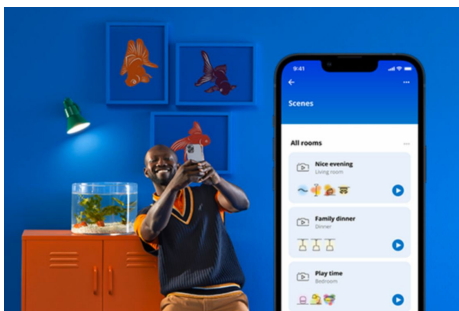 9:41
Scenes
All rooms
Nice evening
Living room
Family dinner
Dinner
Play time
Bedroom